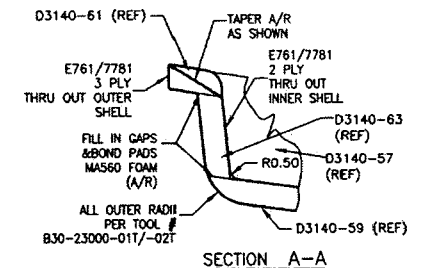 D3140-61 (REF)
TAPER A/R
AS SHOWN
E761/7781
3 PLY
THRU OUT OUTER
SHELL
E761/7781
2 PLY
THRU OUT
INNER SHELL
D3140-63
(REF)
FILL IN GAPS
&BOND PADS
MA560 FOAM
(A/R)
R0.50
D3140-57
(REF)
ALL OUTER RADII
PER TOOL #
B30-23000-01T/-02T
D3140-59 (REF)
SECTION A-A